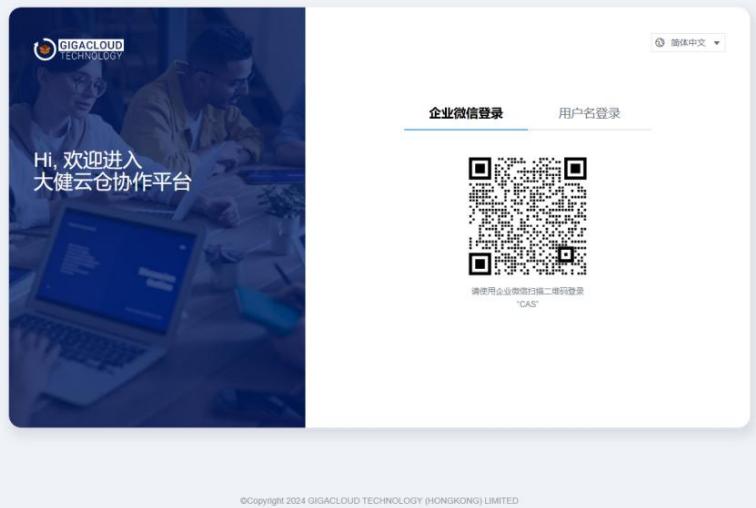 GIGACLOUD
TECHNOLOGY
简体中文
企业微信登录
用户名登录
Hi, 欢迎进入
大健云仓协作平台
请使用企业微信扫描二维码登录
"CAS"
©Copyright 2024 GIGACLOUD TECHNOLOGY (HONGKONG) LIMITED